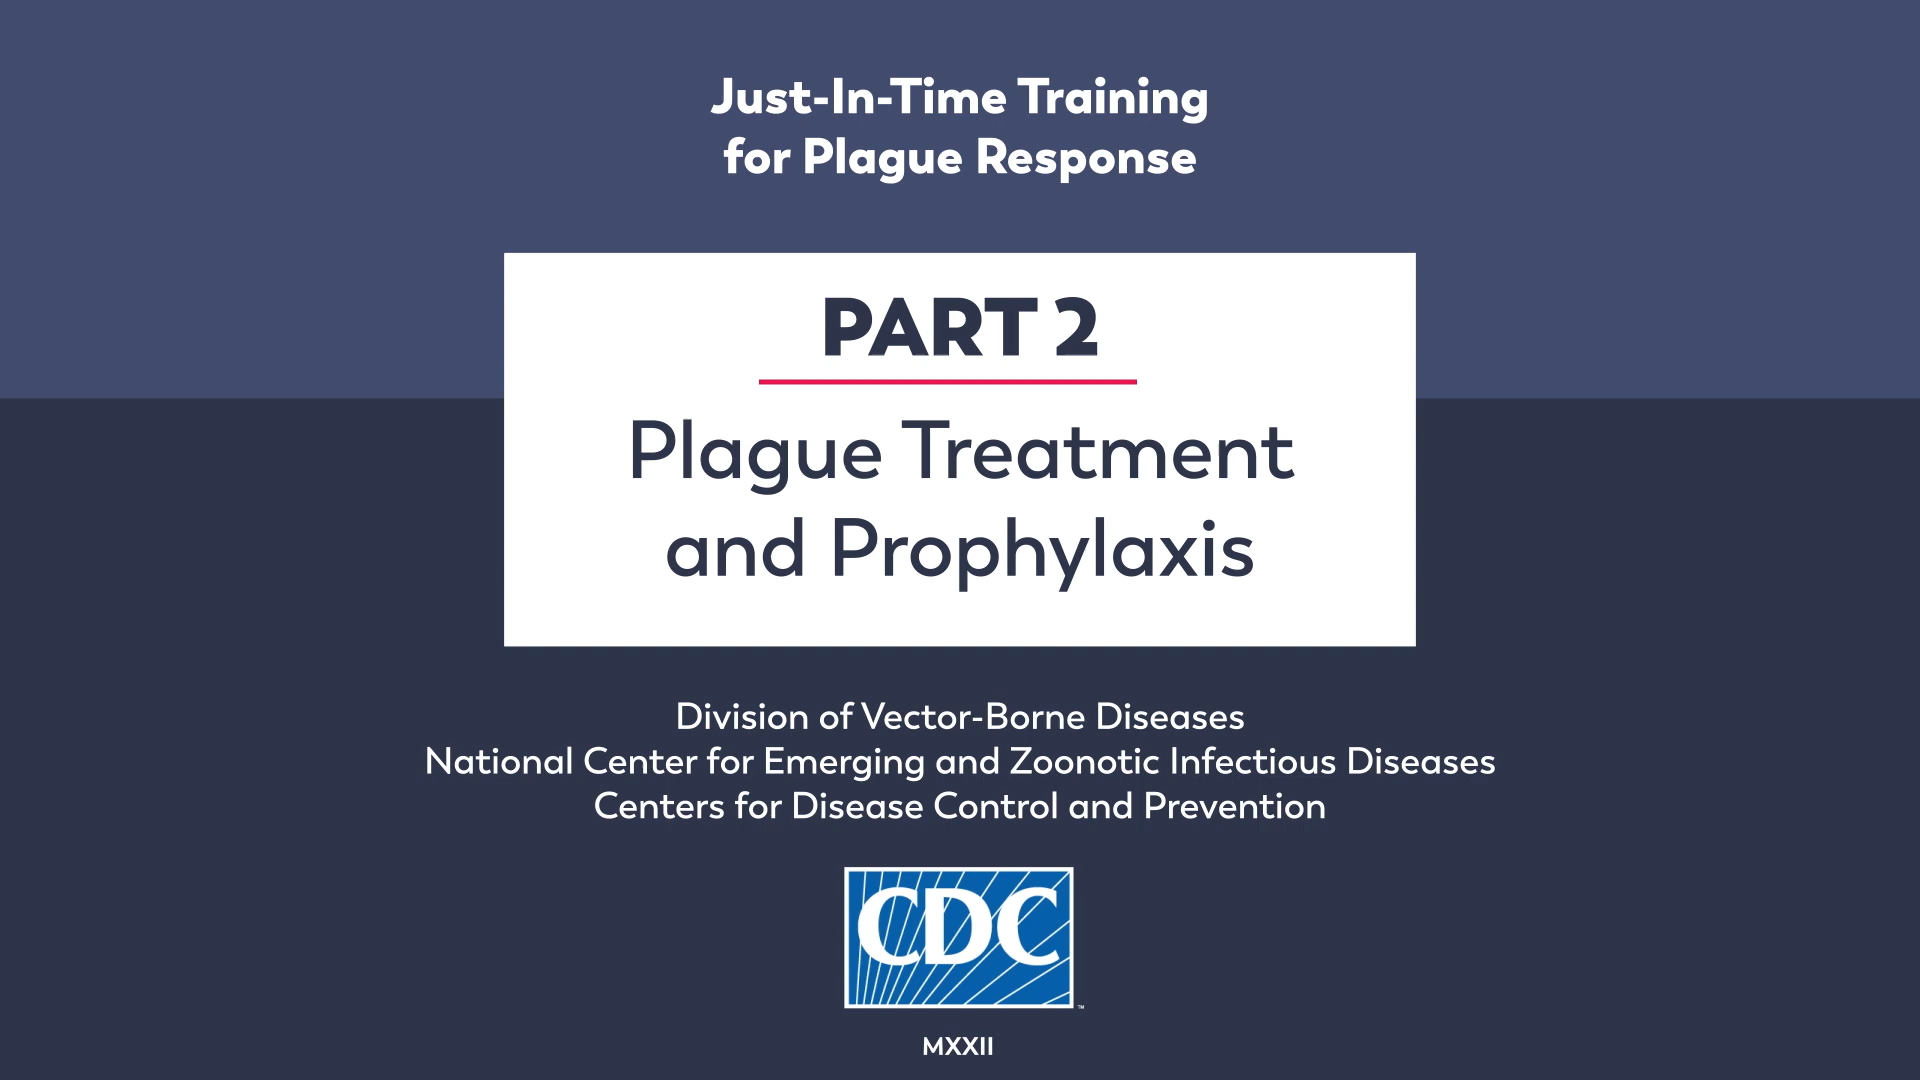 Just-In-Time Training
for Plague Response
PART 2
Plague Treatment
and Prophylaxis
Division of Vector-Borne Diseases
National Center for Emerging and Zoonotic Infectious Diseases
Centers for Disease Control and Prevention
CDC
™
MXXII